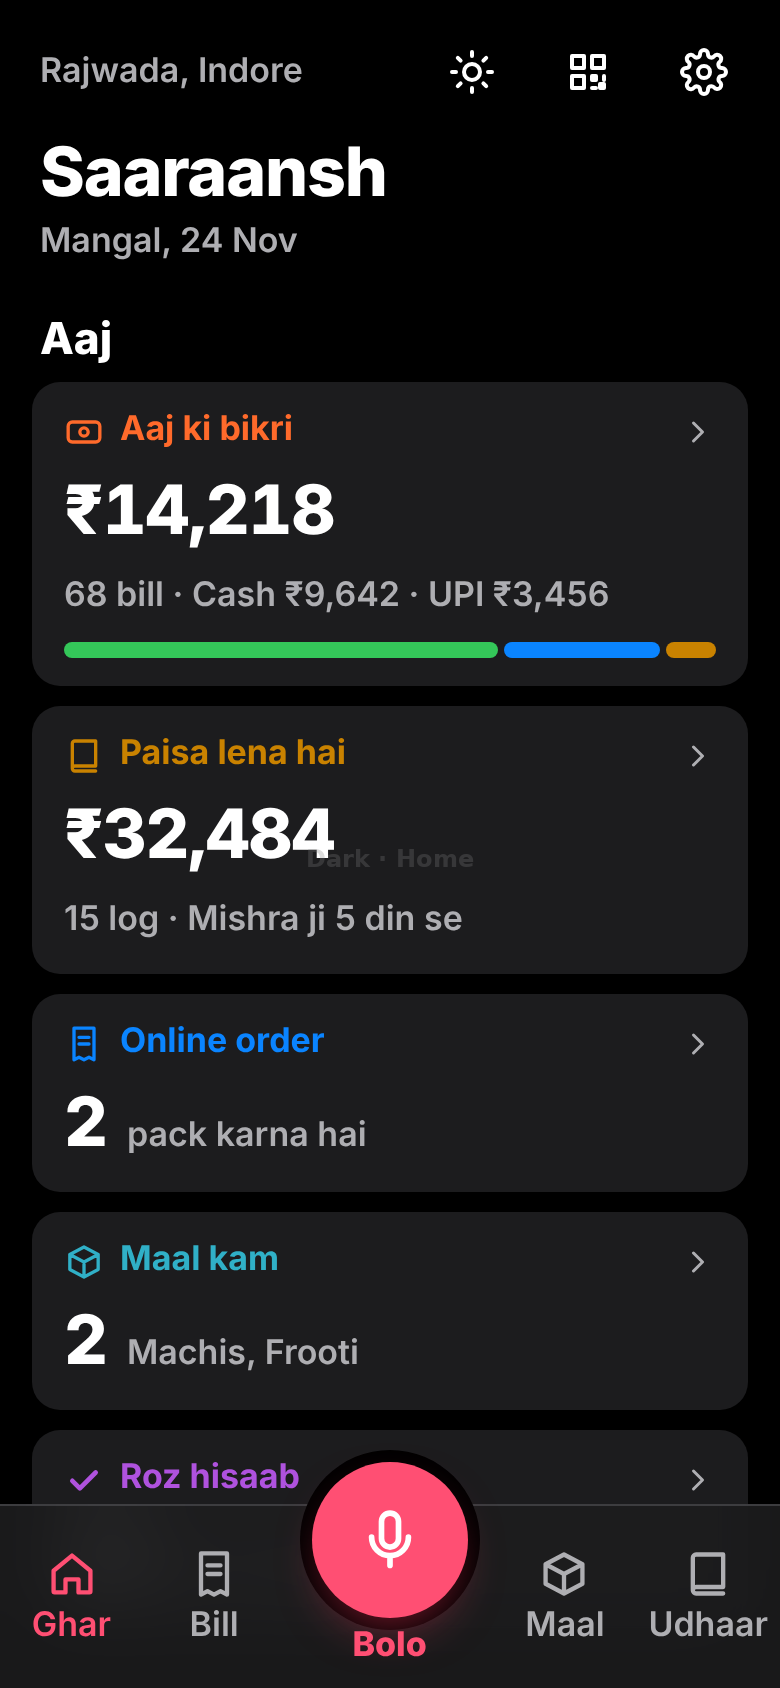 Rajwada, Indore
Saaraansh
Mangal, 24 Nov
Aaj
Aaj ki bikri
₹14,218
68 bill · Cash ₹9,642 · UPI ₹3,456
Paisa lena hai
₹32,484
Dark · Home
15 log · Mishra ji 5 din se
Online order
2 pack karna hai
Maal kam
2 Machis, Frooti
Roz hisaab
Ghar Bill Bolo Maal Udhaar